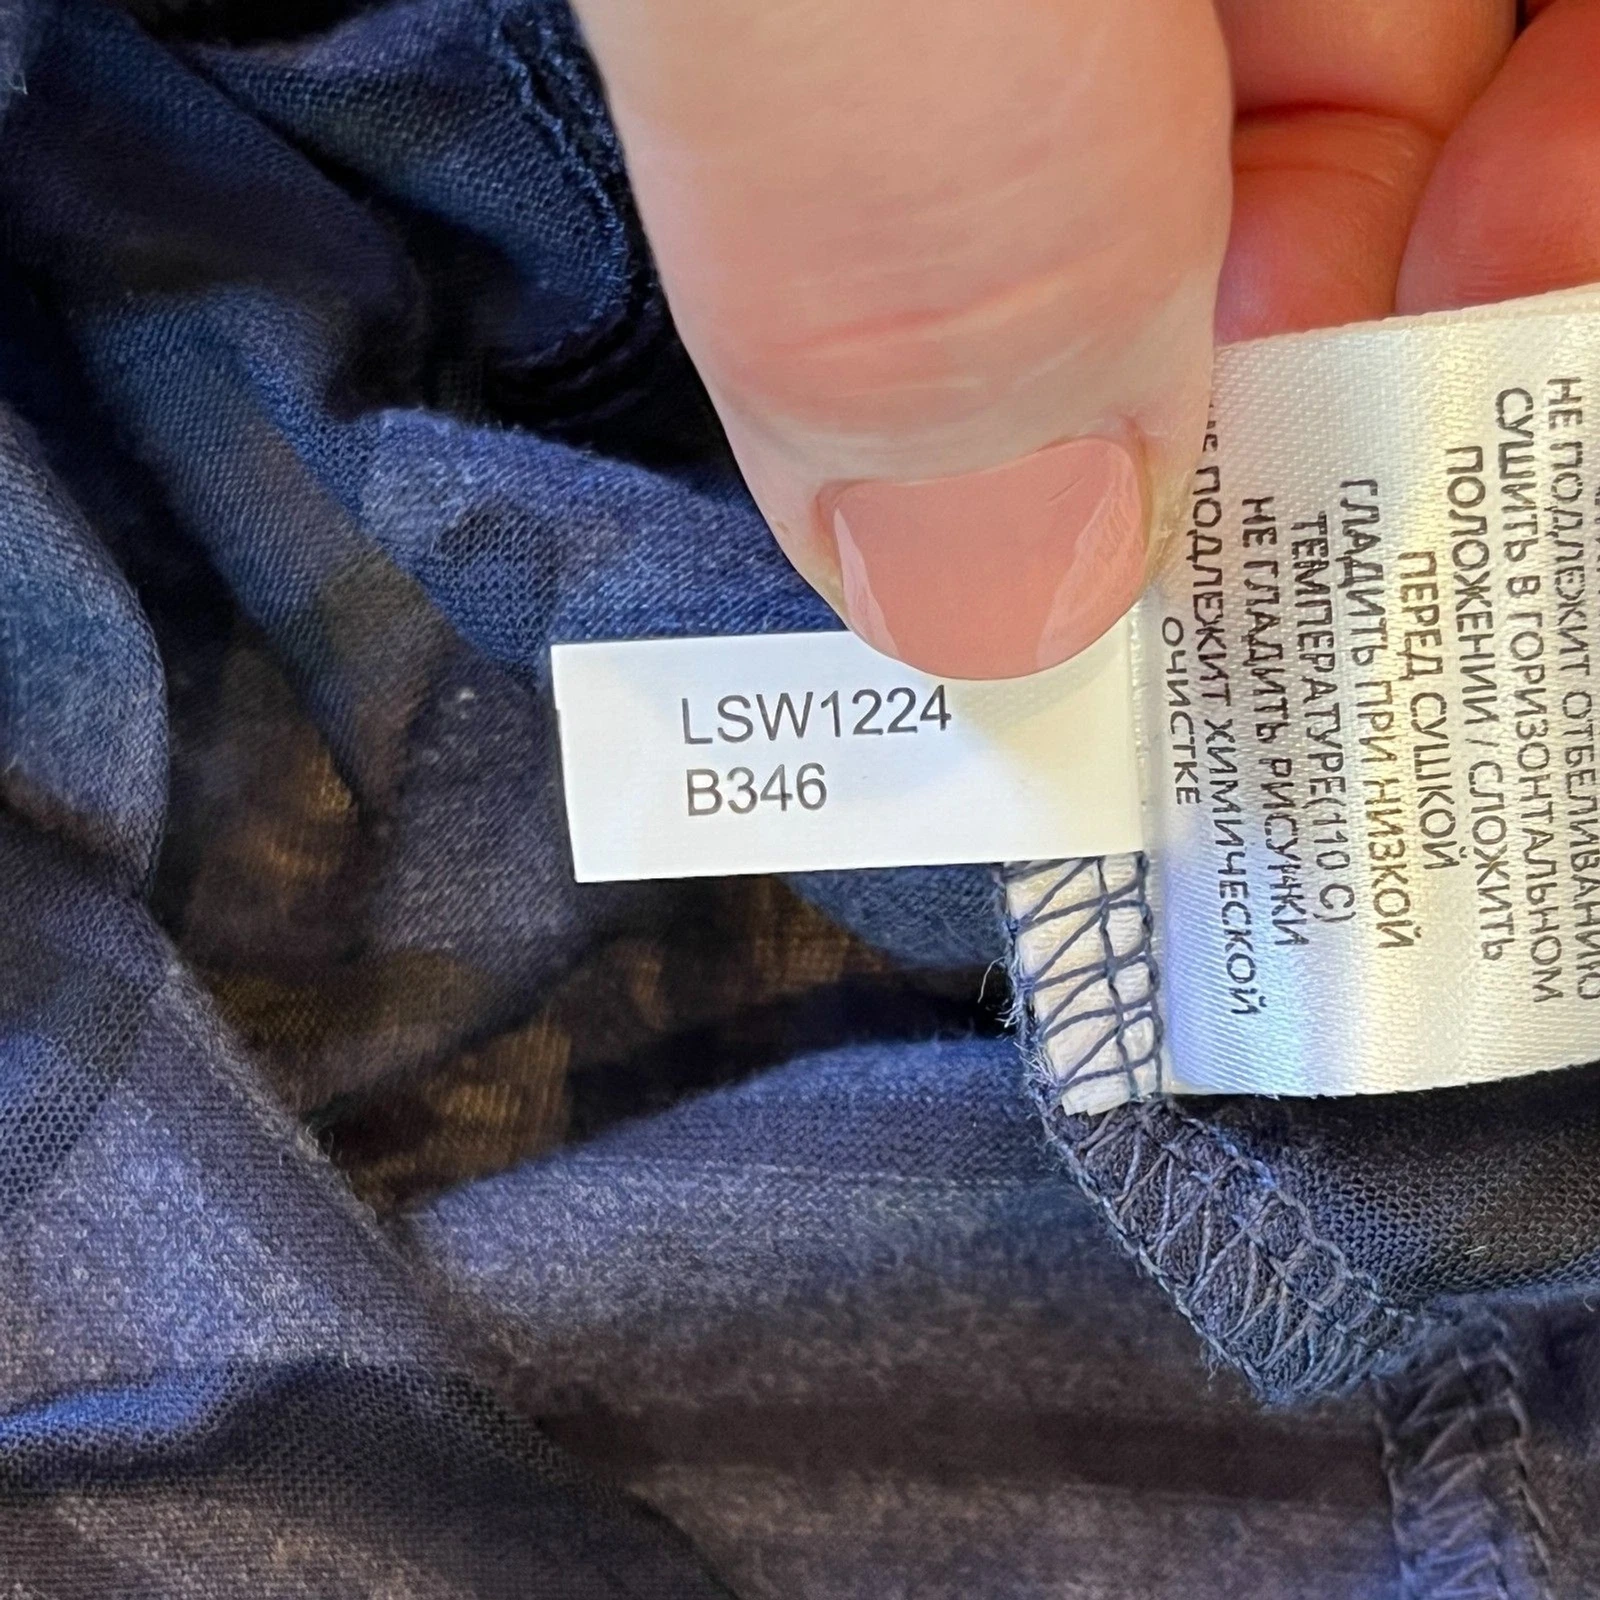 LSW1224
B346
НЕ ПОДЛЕЖИТ ОТБЕЛИВАНИЮ
СУШИТЬ В ГОРИЗОНТАЛЬНОМ
ПОЛОЖЕНИИ / СЛОЖИТЬ
ПЕРЕД СУШКОЙ
ГЛАДИТЬ ПРИ НИЗКОЙ
ТЕМПЕРАТУРЕ(110 C)
НЕ ГЛАДИТЬ РИСУНКИ
НЕ ПОДЛЕЖИТ ХИМИЧЕСКОЙ
ОЧИСТКЕ